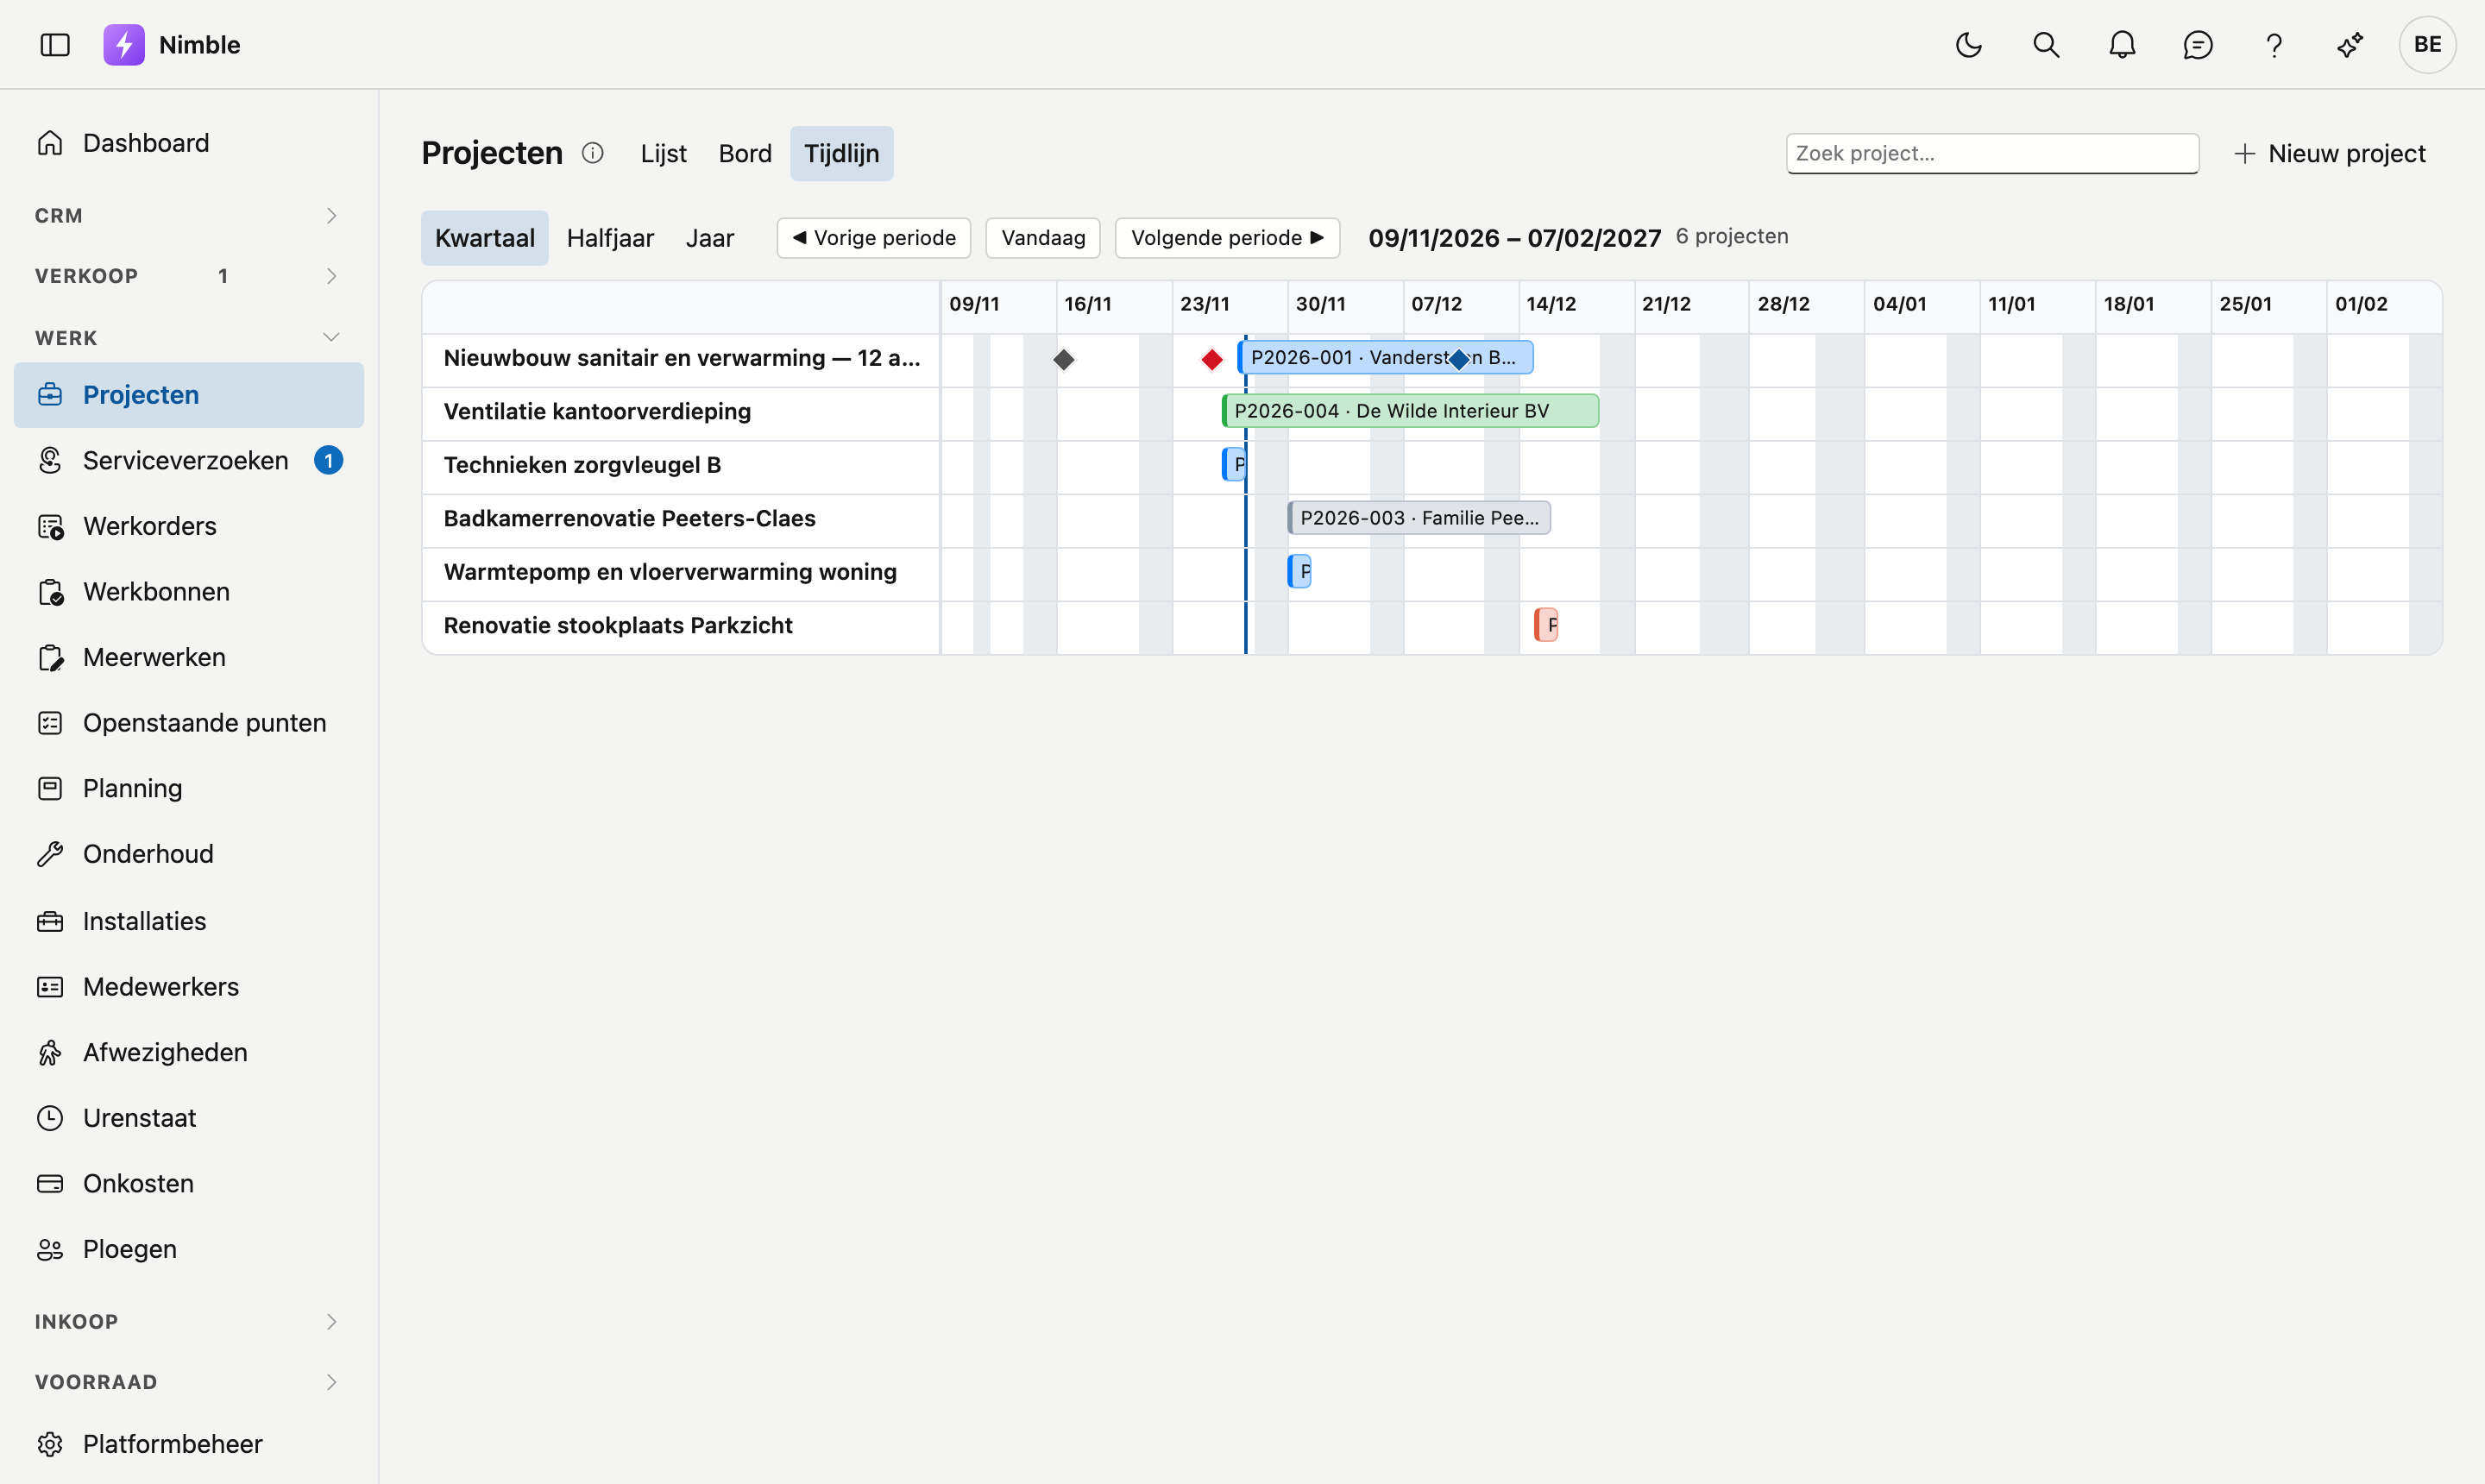 Nimble
BE
Dashboard
CRM
VERKOOP 1
WERK
Projecten
Serviceverzoeken 1
Werkorders
Werkbonnen
Meerwerken
Openstaande punten
Planning
Onderhoud
Installaties
Medewerkers
Afwezigheden
Urenstaat
Onkosten
Ploegen
INKOOP
VOORRAAD
Platformbeheer
Projecten Lijst Bord Tijdlijn Zoek project... + Nieuw project
Kwartaal Halfjaar Jaar ◀ Vorige periode Vandaag Volgende periode ▶ 09/11/2026 – 07/02/2027 6 projecten
09/11 16/11 23/11 30/11 07/12 14/12 21/12 28/12 04/01 11/01 18/01 25/01 01/02
Nieuwbouw sanitair en verwarming — 12 a... P2026-001 · B...
Ventilatie kantoorverdieping P2026-004 · De Wilde Interieur BV
Technieken zorgvleugel B P
Badkamerrenovatie Peeters-Claes P2026-003 · Familie Pee...
Warmtepomp en vloerverwarming woning P
Renovatie stookplaats Parkzicht P